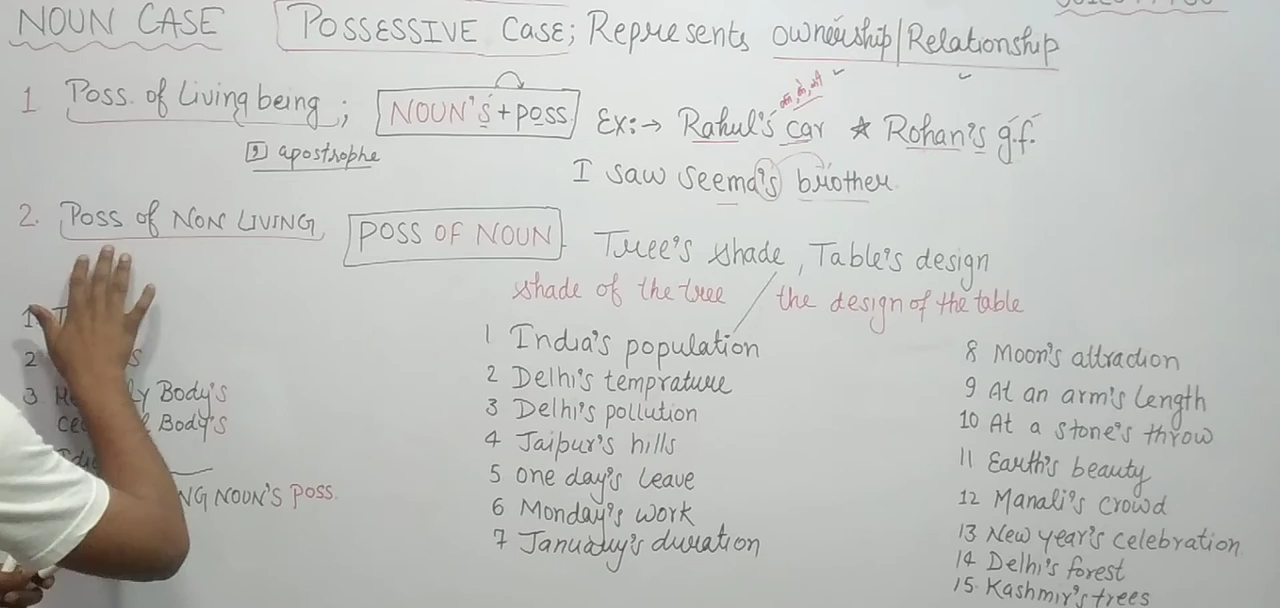 NOUN CASE
POSSESSIVE CASE; Represents ownership/Relationship
1 Poss. of Living being ; NOUN'S + poss. Ex:→ Rahul's car * Rohan's g.f.
का, के, की
['] apostrophe
I saw seema's brother.
2. Poss of NON LIVING POSS OF NOUN Tree's shade, Table's design
shade of the tree / the design of the table
1.
2 S
3 Body's
Body's
NG NOUN'S POSS.
1 India's population
2 Delhi's temprature
3 Delhi's pollution
4 Jaipur's hills
5 one day's leave
6 Monday's work
7 January's duration
8 Moon's attraction
9 At an arm's length
10 At a stone's throw
11 Earth's beauty
12 Manali's crowd
13 New year's celebration
14 Delhi's forest
15. Kashmir's trees